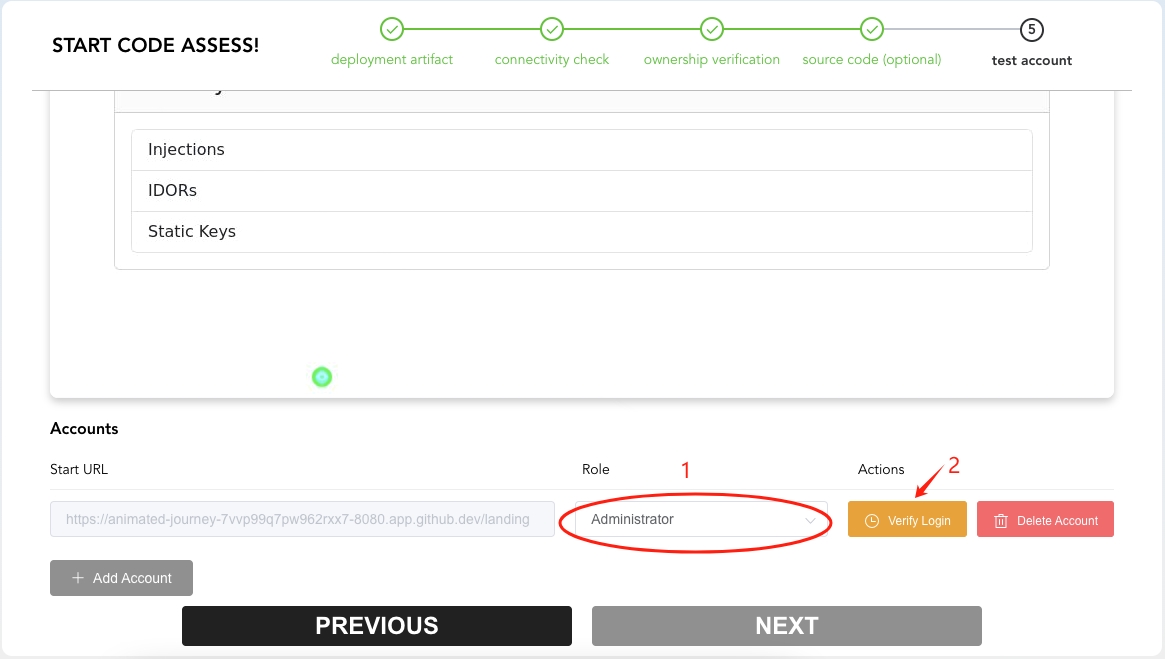 START CODE ASSESS!
5
deployment artifact
connectivity check
ownership verification
source code (optional)
test account
Injections
IDORs
Static Keys
Accounts
Start URL
Role
1
Actions
2
https://animated-journey-7vvp99q7pw962rxx7-8080.app.github.dev/landing
Administrator
Verify Login
Delete Account
Add Account
PREVIOUS
NEXT